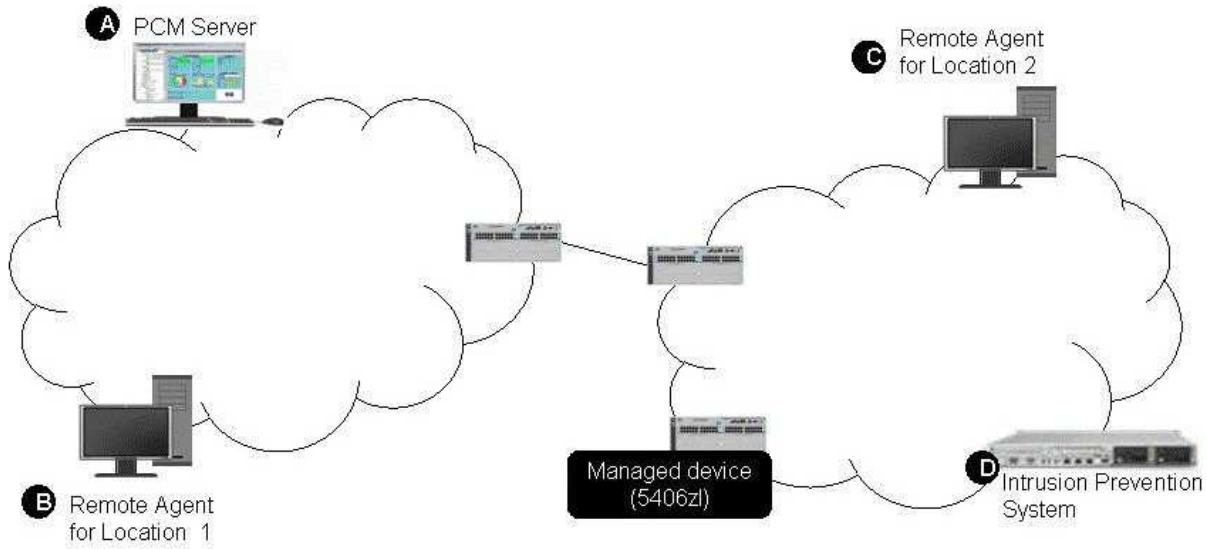 A
PCM Server
C
Remote Agent
for Location 2
Managed device
(5406zl)
D
Intrusion Prevention
System
B
Remote Agent
for Location 1